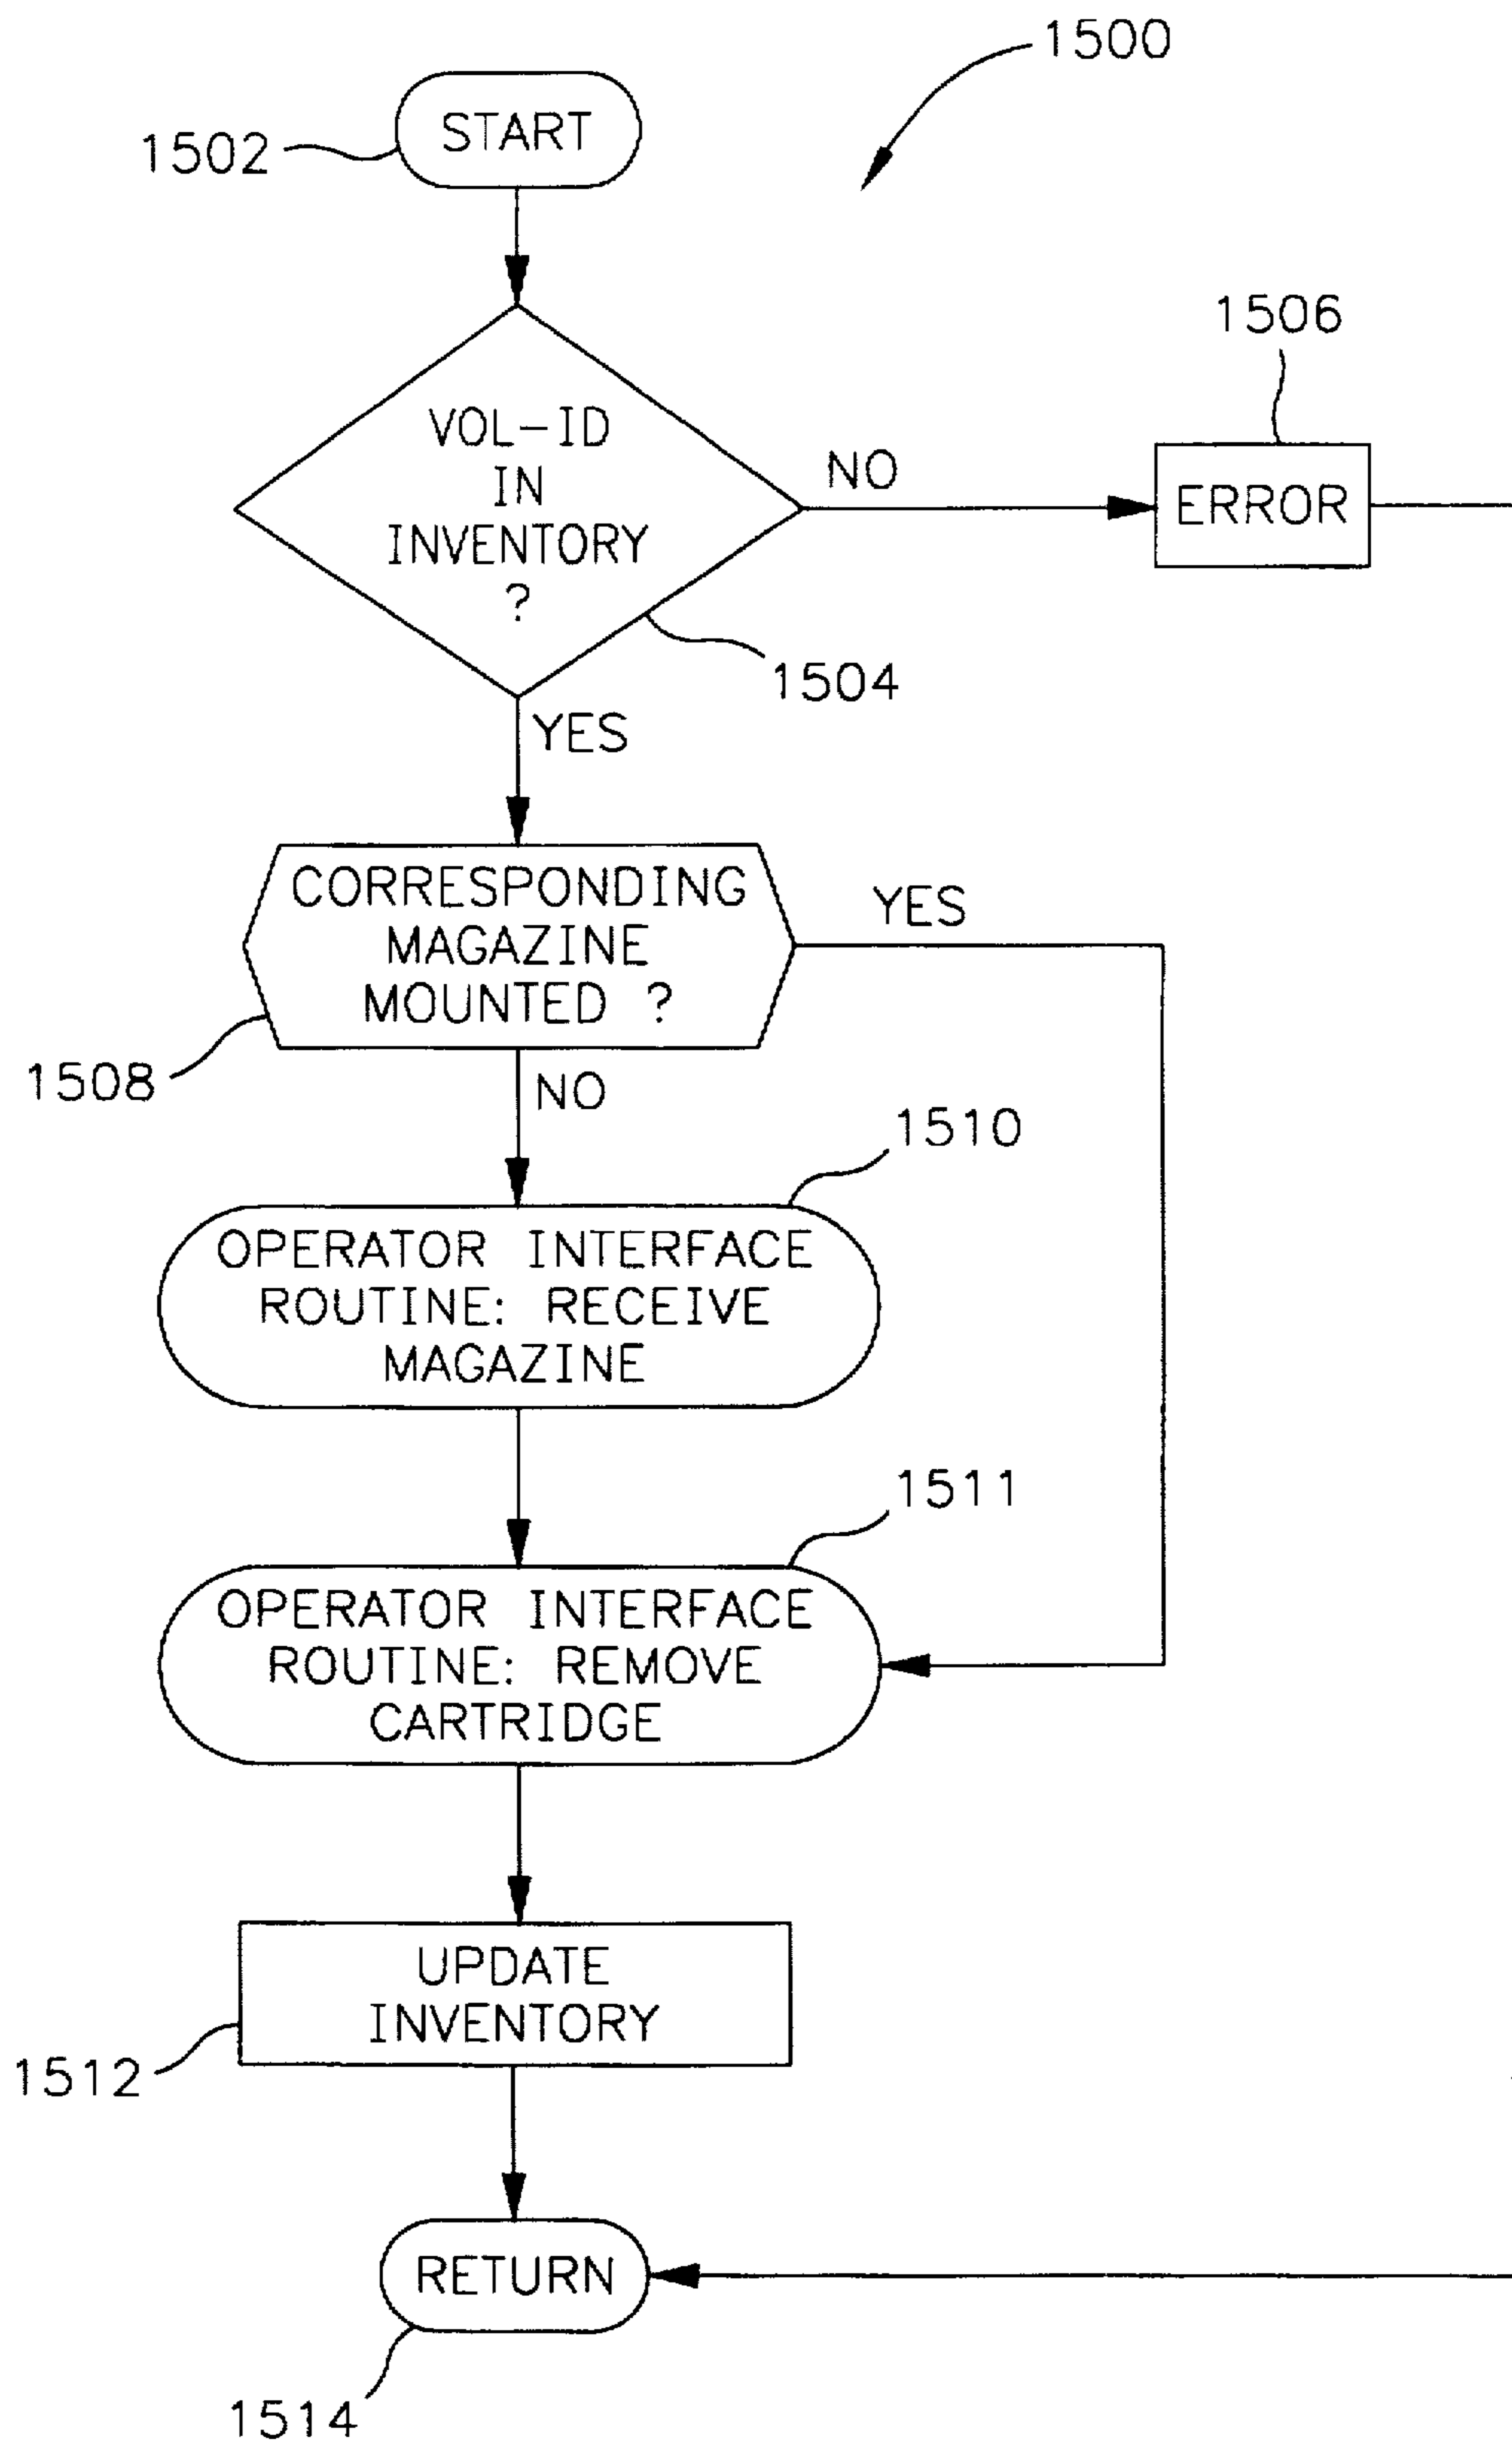 1500
START
1502
1506
VOL-ID
IN
INVENTORY
?
NO
ERROR
1504
YES
CORRESPONDING
MAGAZINE
MOUNTED ?
YES
1508
NO
1510
OPERATOR INTERFACE
ROUTINE: RECEIVE
MAGAZINE
1511
OPERATOR INTERFACE
ROUTINE: REMOVE
CARTRIDGE
UPDATE
INVENTORY
1512
RETURN
1514